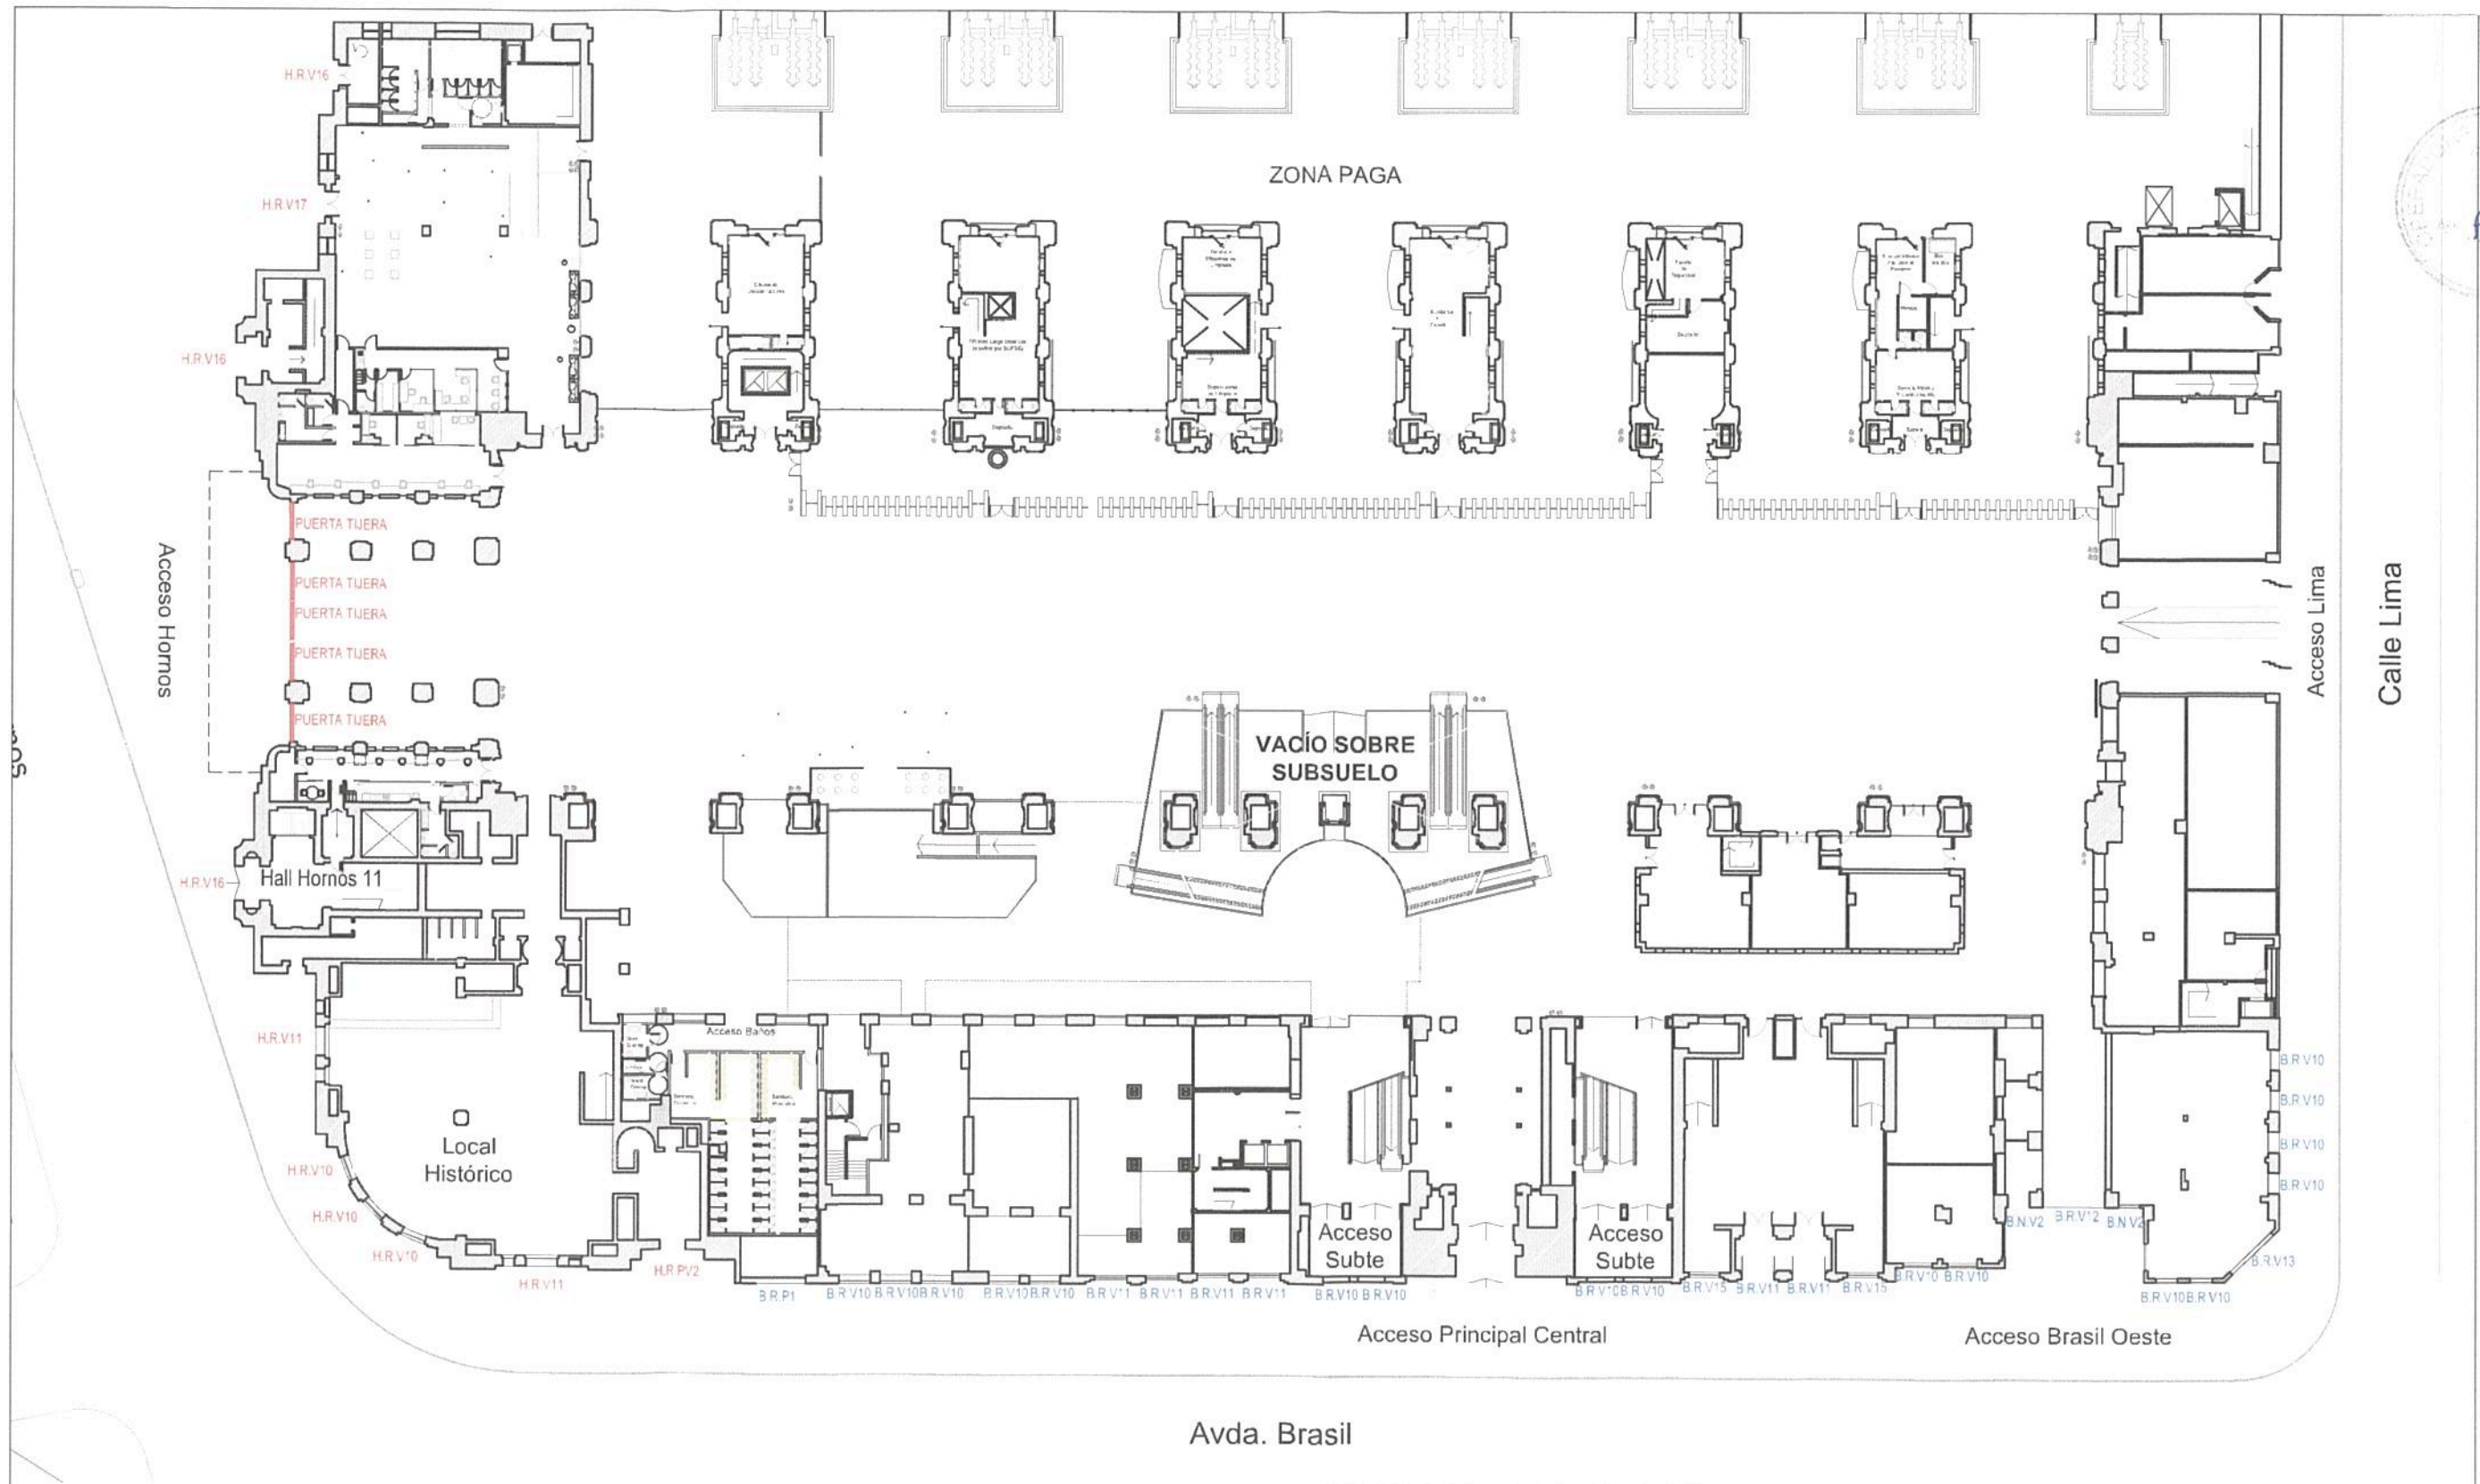 H.R.V16
ZONA PAGA
H.R.V17
H.R.V16
Acceso Hornos
PUERTA TIJERA
PUERTA TIJERA
PUERTA TIJERA
PUERTA TIJERA
PUERTA TIJERA
Acceso Lima
Calle Lima
VACÍO SOBRE
SUBSUELO
H.R.V16
Hall Hornos 11
H.R.V11
Acceso Baños
Local
Histórico
H.R.V10
H.R.V10
H.R.V10
H.R.V11
H.R.PV2
B.R.P1
B.R.V10 B.R.V10 B.R.V10
B.R.V10 B.R.V10
B.R.V11 B.R.V11 B.R.V11 B.R.V11
Acceso
Subte
B.R.V10 B.R.V10
Acceso
Subte
B.R.V10 B.R.V10
B.R.V15 B.R.V11 B.R.V11 B.R.V15
B.R.V10 B.R.V10
B.N.V2 B.R.V12 B.N.V2
B.R.V10
B.R.V10
B.R.V10
B.R.V10
B.R.V13
B.R.V10 B.R.V10
Acceso Principal Central
Acceso Brasil Oeste
Avda. Brasil